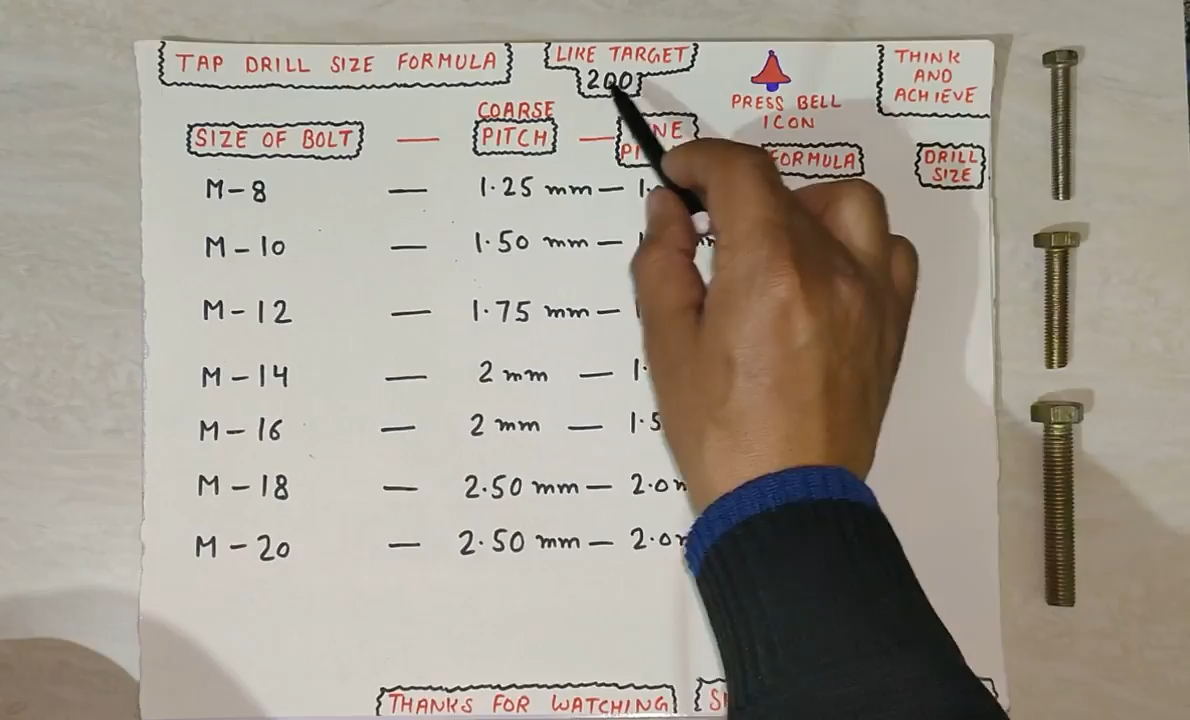 TAP DRILL SIZE FORMULA
LIKE TARGET
200
PRESS BELL
ICON
THINK
AND
ACHIEVE
SIZE OF BOLT — COARSE
PITCH —
FORMULA
DRILL
SIZE
M-8 — 1.25 mm —
M-10 — 1.50 mm —
M-12 — 1.75 mm —
M-14 — 2 mm —
M-16 — 2 mm — 1.5
M-18 — 2.50 mm — 2.0
M-20 — 2.50 mm — 2.0
THANKS FOR WATCHING